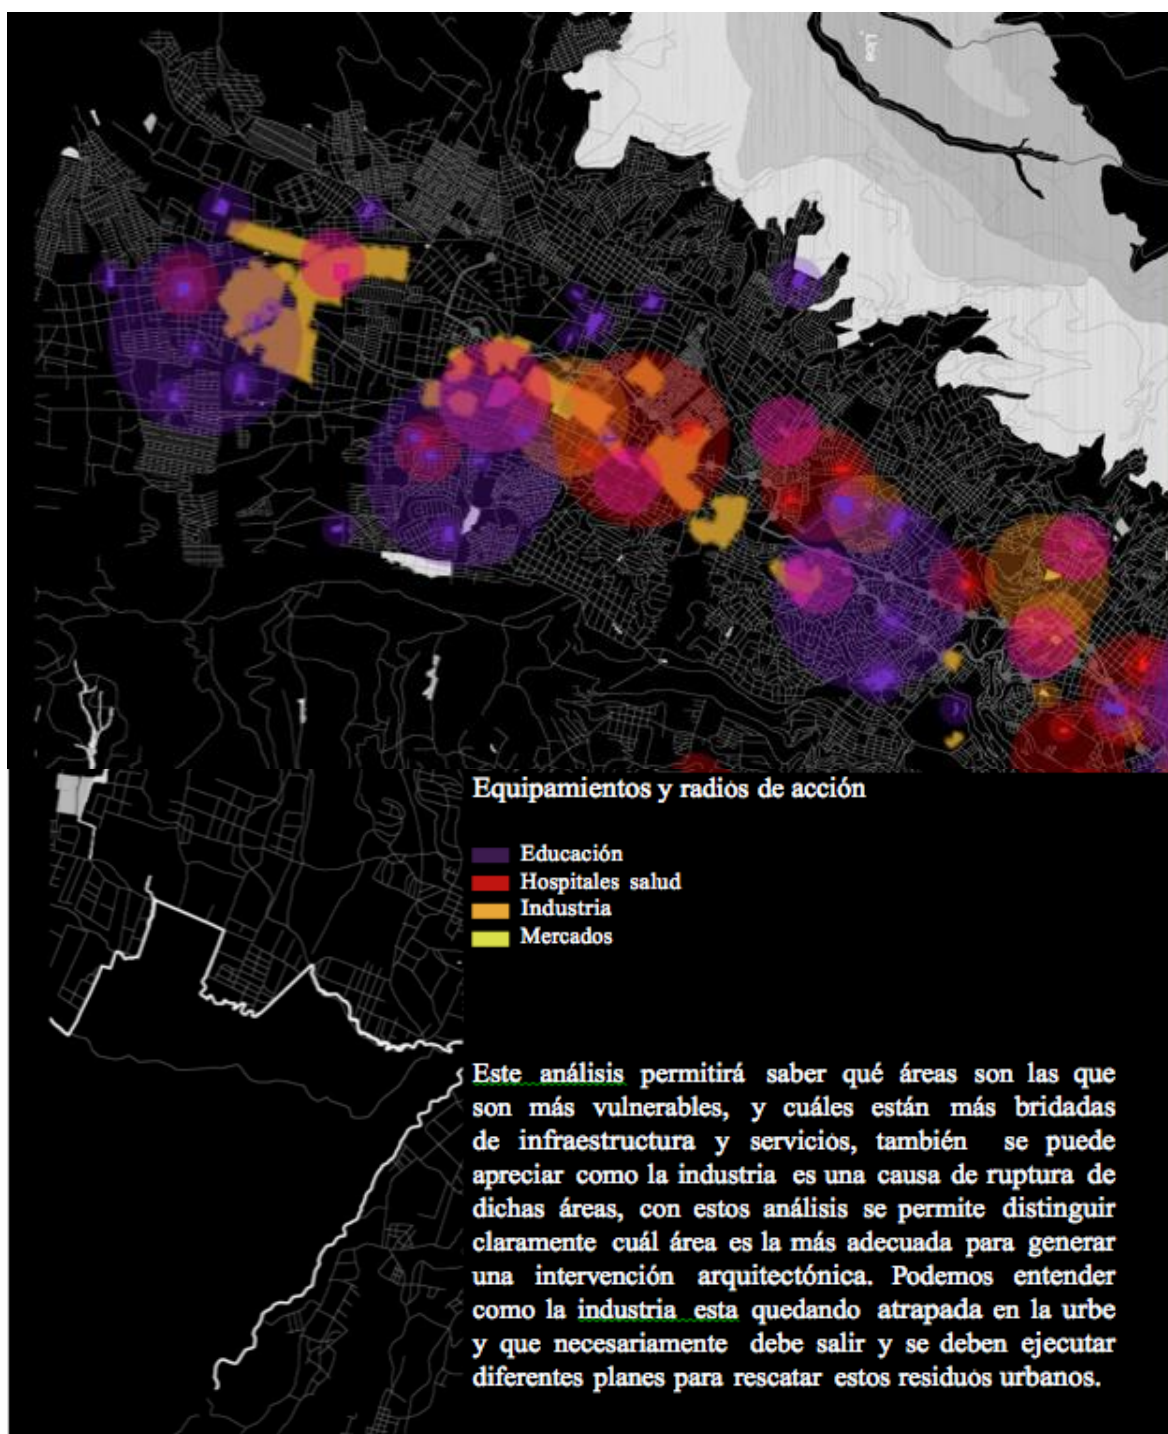 Equipamientos y radios de acción
Educación
Hospitales salud
Industria
Mercados
Este análisis permitirá saber qué áreas son las que
son más vulnerables, y cuáles están más bridadas
de infraestructura y servicios, también se puede
apreciar como la industria es una causa de ruptura de
dichas áreas, con estos análisis se permite distinguir
claramente cuál área es la más adecuada para generar
una intervención arquitectónica. Podemos entender
como la industria esta quedando atrapada en la urbe
y que necesariamente debe salir y se deben ejecutar
diferentes planes para rescatar estos residuos urbanos.